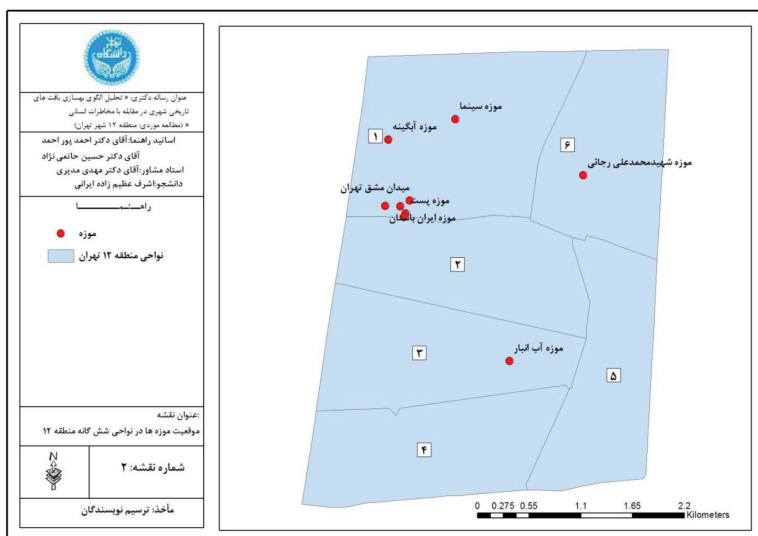 عنوان رساله دکتری: « تحلیل الگوی بهسازی بافت های
تاریخی شهری در مقابله با مخاطرات انسانی
« (مطالعه موردی: منطقه ۱۲ شهر تهران)
اساتید راهنما:آقای دکتر احمد پور احمد
آقای دکتر حسین حاتمی نژاد
استاد مشاور:آقای دکتر مهدی مدیری
دانشجو:اشرف عظیم زاده ایرانی
راهنما
موزه
نواحی منطقه ۱۲ تهران
عنوان نقشه:
موقعیت موزه ها در نواحی شش گانه منطقه ۱۲
N
شماره نقشه: ۲
مأخذ: ترسیم نویسندگان
موزه سینما
۱
موزه آبگینه
۶
موزه شهیدمحمدعلی رجائی
میدان مشق تهران
موزه پست
موزه ایران باستان
۲
۳
موزه آب انبار
۵
۴
0 0.275 0.55 1.1 1.65 2.2
Kilometers